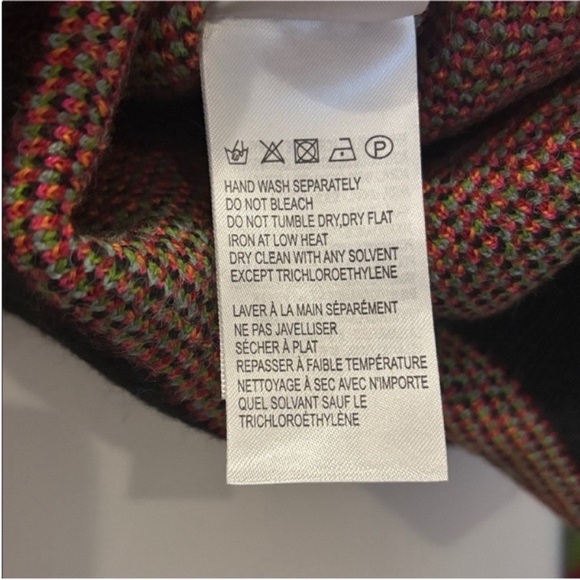 P
HAND WASH SEPARATELY
DO NOT BLEACH
DO NOT TUMBLE DRY,DRY FLAT
IRON AT LOW HEAT
DRY CLEAN WITH ANY SOLVENT
EXCEPT TRICHLOROETHYLENE
LAVER À LA MAIN SÉPARÉMENT
NE PAS JAVELLISER
SÉCHER À PLAT
REPASSER À FAIBLE TEMPÉRATURE
NETTOYAGE À SEC AVEC N'IMPORTE
QUEL SOLVANT SAUF LE
TRICHLOROÉTHYLÈNE